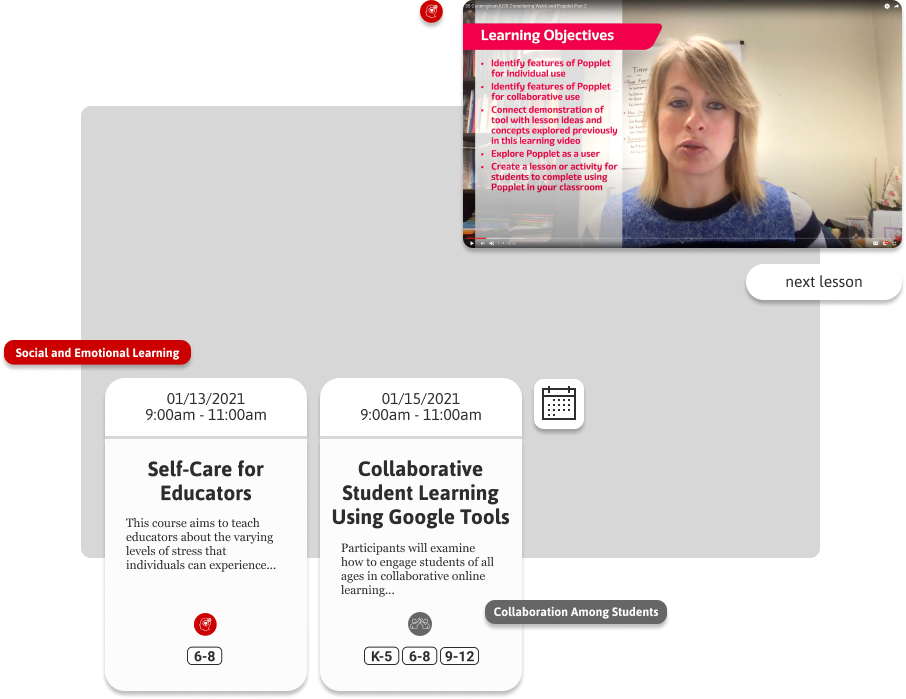 Learning Objectives
• Identify features of Popplet
for individual use
• Identify features of Popplet
for collaborative use
• Connect demonstration of
tool with lesson ideas and
concepts explored previously
in this learning video
• Explore Popplet as a user
• Create a lesson or activity for
students to complete using
Popplet in your classroom
next lesson
Social and Emotional Learning
01/13/2021
9:00am - 11:00am
Self-Care for
Educators
This course aims to teach
educators about the varying
levels of stress that
individuals can experience...
6-8
01/15/2021
9:00am - 11:00am
Collaborative
Student Learning
Using Google Tools
Participants will examine
how to engage students of all
ages in collaborative online
learning...
Collaboration Among Students
K-5 6-8 9-12